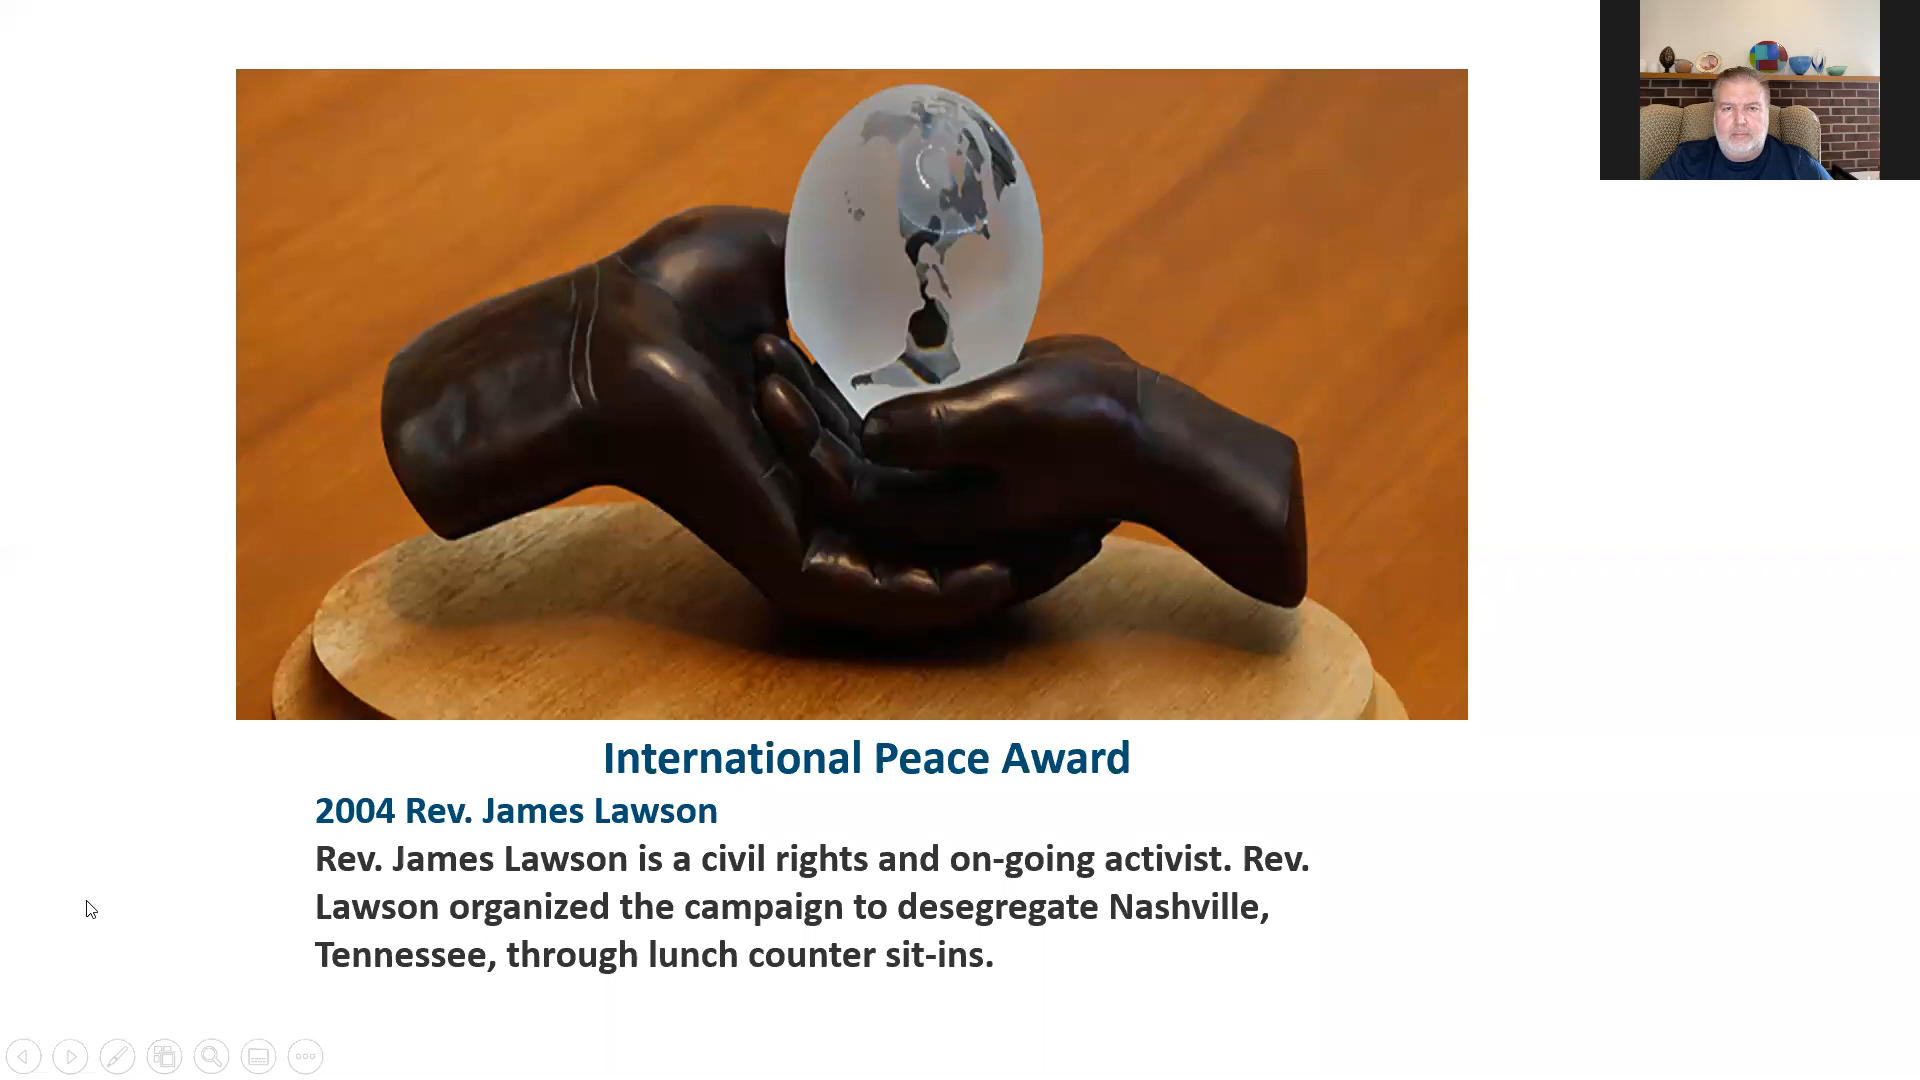 International Peace Award
2004 Rev. James Lawson
Rev. James Lawson is a civil rights and on-going activist. Rev.
Lawson organized the campaign to desegregate Nashville,
Tennessee, through lunch counter sit-ins.